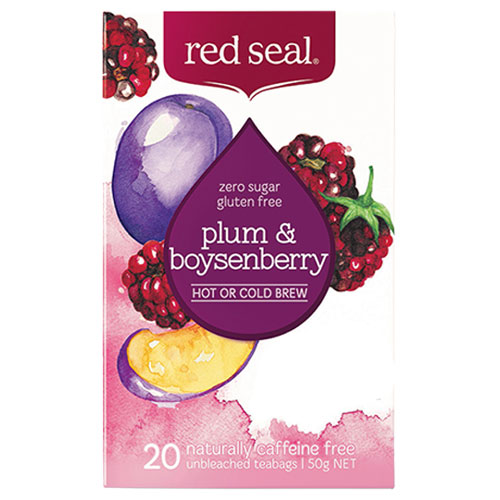 red seal®
zero sugar
gluten free
plum &
boysenberry
HOT OR COLD BREW
20 naturally caffeine free
unbleached teabags | 50g NET